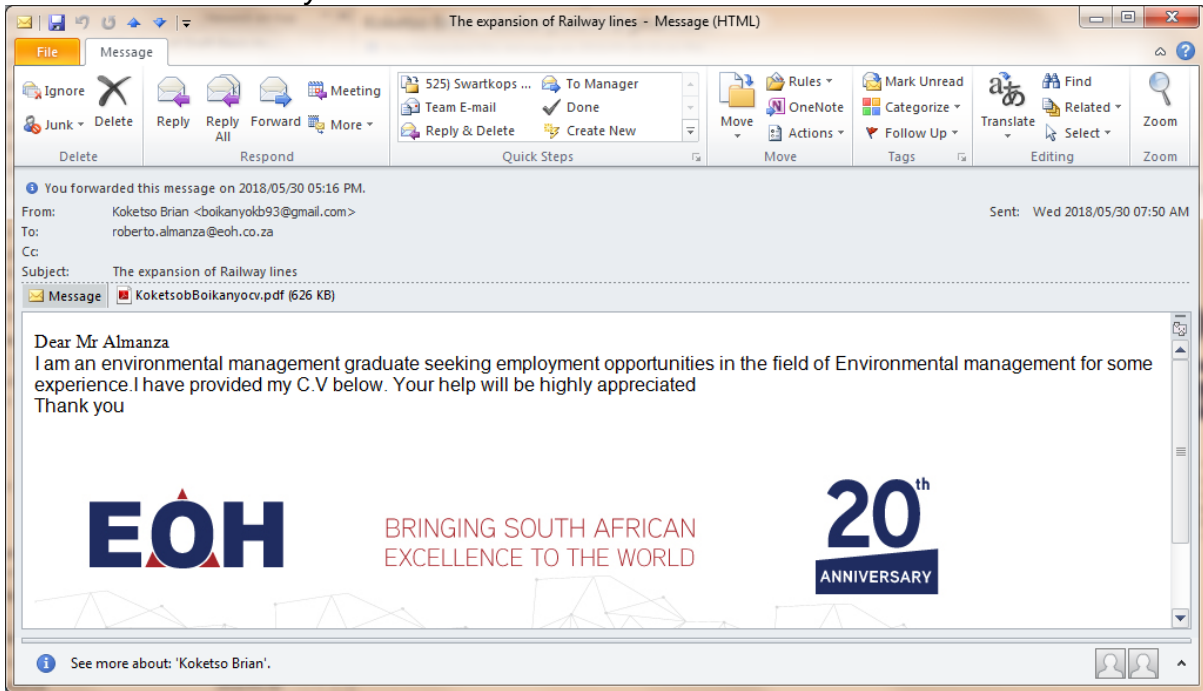 The expansion of Railway lines - Message (HTML)
File Message
Ignore
Junk
Delete
Reply
Reply All
Forward
Meeting
More
525) Swartkops ...
To Manager
Team E-mail
Done
Reply & Delete
Create New
Move
Rules
OneNote
Actions
Mark Unread
Categorize
Follow Up
Translate
Find
Related
Select
Zoom
Delete Respond Quick Steps Move Tags Editing Zoom
You forwarded this message on 2018/05/30 05:16 PM.
From: Koketso Brian <boikanyokb93@gmail.com> Sent: Wed 2018/05/30 07:50 AM
To: roberto.almanza@eoh.co.za
Cc:
Subject: The expansion of Railway lines
Message KoketsobBoikanyocv.pdf (626 KB)
Dear Mr Almanza
I am an environmental management graduate seeking employment opportunities in the field of Environmental management for some
experience.I have provided my C.V below. Your help will be highly appreciated
Thank you
EOH
BRINGING SOUTH AFRICAN
EXCELLENCE TO THE WORLD
20th
ANNIVERSARY
See more about: 'Koketso Brian'.